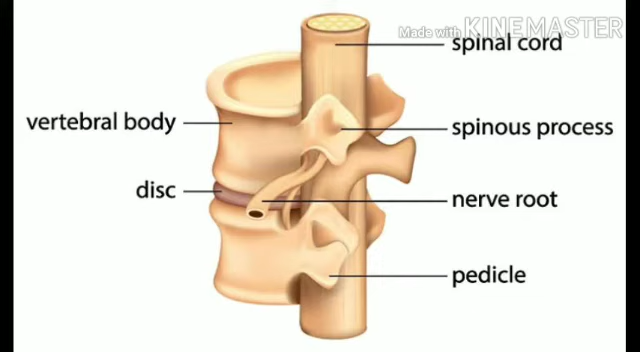 Made with KINEMASTER
spinal cord
vertebral body
spinous process
disc
nerve root
pedicle